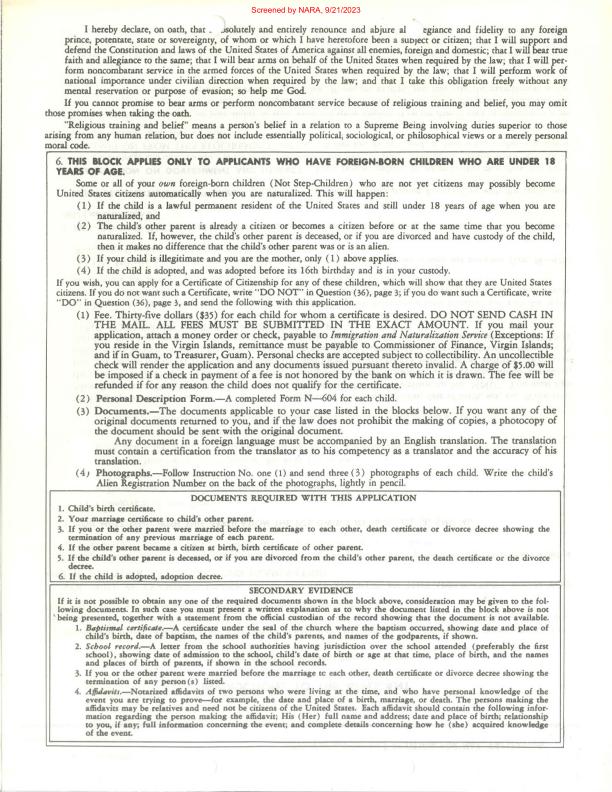 Screened by NARA, 9/21/2023
I hereby declare, on oath, that solutely and entirely renounce and abjure al egiance and fidelity to any foreign
prince, potentate, state or sovereignty, of whom or which I have heretofore been a subject or citizen; that I will support and
defend the Constitution and laws of the United States of America against all enemies, foreign and domestic; that I will bear true
faith and allegiance to the same; that I will bear arms on behalf of the United States when required by the law; that I will per-
form noncombatant service in the armed forces of the United States when required by the law; that I will perform work of
national importance under civilian direction when required by the law; and that I take this obligation freely without any
mental reservation or purpose of evasion; so help me God.
If you cannot promise to bear arms or perform noncombatant service because of religious training and belief, you may omit
those promises when taking the oath.
"Religious training and belief" means a person's belief in a relation to a Supreme Being involving duties superior to those
arising from any human relation, but does not include essentially political, sociological, or philosophical views or a merely personal
moral code.
6. THIS BLOCK APPLIES ONLY TO APPLICANTS WHO HAVE FOREIGN-BORN CHILDREN WHO ARE UNDER 18
YEARS OF AGE.
Some or all of your own foreign-born children (Not Step-Children) who are not yet citizens may possibly become
United States citizens automatically when you are naturalized. This will happen:
(1) If the child is a lawful permanent resident of the United States and still under 18 years of age when you are
naturalized, and
(2) The child's other parent is already a citizen or becomes a citizen before or at the same time that you become
naturalized. If, however, the child's other parent is deceased, or if you are divorced and have custody of the child,
then it makes no difference that the child's other parent was or is an alien.
(3) If your child is illegitimate and you are the mother, only (1) above applies.
(4) If the child is adopted, and was adopted before its 16th birthday and is in your custody.
If you wish, you can apply for a Certificate of Citizenship for any of these children, which will show that they are United States
citizens. If you do not want such a Certificate, write "DO NOT" in Question (36), page 3; if you do want such a Certificate, write
"DO" in Question (36), page 3, and send the following with this application.
(1) Fee. Thirty-five dollars ($35) for each child for whom a certificate is desired. DO NOT SEND CASH IN
THE MAIL. ALL FEES MUST BE SUBMITTED IN THE EXACT AMOUNT. If you mail your
application, attach a money order or check, payable to Immigration and Naturalization Service (Exceptions: If
you reside in the Virgin Islands, remittance must be payable to Commissioner of Finance, Virgin Islands;
and if in Guam, to Treasurer, Guam). Personal checks are accepted subject to collectibility. An uncollectible
check will render the application and any documents issued pursuant thereto invalid. A charge of $5.00 will
be imposed if a check in payment of a fee is not honored by the bank on which it is drawn. The fee will be
refunded if for any reason the child does not qualify for the certificate.
(2) Personal Description Form.—A completed Form N—604 for each child.
(3) Documents.—The documents applicable to your case listed in the blocks below. If you want any of the
original documents returned to you, and if the law does not prohibit the making of copies, a photocopy of
the document should be sent with the original document.
Any document in a foreign language must be accompanied by an English translation. The translation
must contain a certification from the translator as to his competency as a translator and the accuracy of his
translation.
(4) Photographs.—Follow Instruction No. one (1) and send three (3) photographs of each child. Write the child's
Alien Registration Number on the back of the photographs, lightly in pencil.
DOCUMENTS REQUIRED WITH THIS APPLICATION
1. Child's birth certificate.
2. Your marriage certificate to child's other parent.
3. If you or the other parent were married before the marriage to each other, death certificate or divorce decree showing the
termination of any previous marriage of each parent.
4. If the other parent became a citizen at birth, birth certificate of other parent.
5. If the child's other parent is deceased, or if you are divorced from the child's other parent, the death certificate or the divorce
decree.
6. If the child is adopted, adoption decree.
SECONDARY EVIDENCE
If it is not possible to obtain any one of the required documents shown in the block above, consideration may be given to the fol-
lowing documents. In such case you must present a written explanation as to why the document listed in the block above is not
being presented, together with a statement from the official custodian of the record showing that the document is not available.
1. Baptismal certificate.—A certificate under the seal of the church where the baptism occurred, showing date and place of
child's birth, date of baptism, the names of the child's parents, and names of the godparents, if shown.
2. School record.—A letter from the school authorities having jurisdiction over the school attended (preferably the first
school), showing date of admission to the school, child's date of birth or age at that time, place of birth, and the names
and places of birth of parents, if shown in the school records.
3. If you or the other parent were married before the marriage to each other, death certificate or divorce decree showing the
termination of any person(s) listed.
4. Affidavits.—Notarized affidavits of two persons who were living at the time, and who have personal knowledge of the
event you are trying to prove—for example, the date and place of a birth, marriage, or death. The persons making the
affidavits may be relatives and need not be citizens of the United States. Each affidavit should contain the following infor-
mation regarding the person making the affidavit; His (Her) full name and address; date and place of birth; relationship
to you, if any; full information concerning the event; and complete details concerning how he (she) acquired knowledge
of the event.